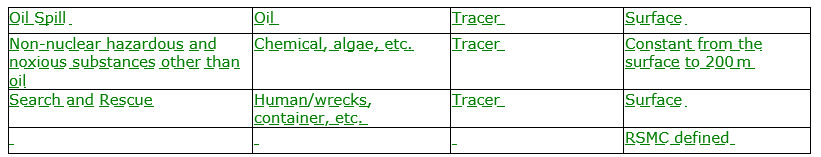 Oil Spill Oil Tracer Surface
Non-nuclear hazardous and Chemical, algae, etc. Tracer Constant from the
noxious substances other than surface to 200 m
oil
Search and Rescue Human/wrecks, Tracer Surface
container, etc.
RSMC defined